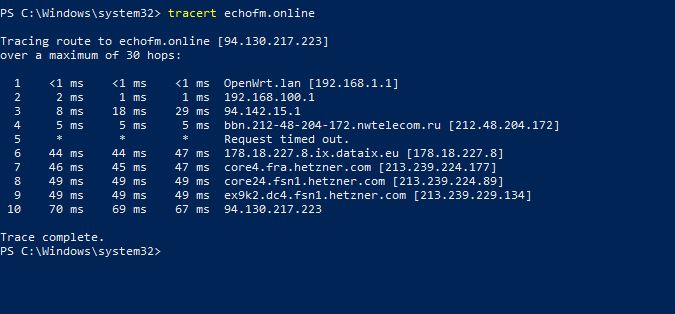 PS C:\Windows\system32> tracert echofm.online
Tracing route to echofm.online [94.130.217.223]
over a maximum of 30 hops:
1 <1 ms <1 ms <1 ms OpenWrt.lan [192.168.1.1]
2 2 ms 1 ms 1 ms 192.168.100.1
3 8 ms 18 ms 29 ms 94.142.15.1
4 5 ms 5 ms 5 ms bbn.212-48-204-172.nwtelecom.ru [212.48.204.172]
5 * * * Request timed out.
6 44 ms 44 ms 47 ms 178.18.227.8.ix.dataix.eu [178.18.227.8]
7 46 ms 45 ms 47 ms core4.fra.hetzner.com [213.239.224.177]
8 49 ms 49 ms 49 ms core24.fsn1.hetzner.com [213.239.224.89]
9 49 ms 49 ms 49 ms ex9k2.dc4.fsn1.hetzner.com [213.239.229.134]
10 70 ms 69 ms 67 ms 94.130.217.223
Trace complete.
PS C:\Windows\system32>